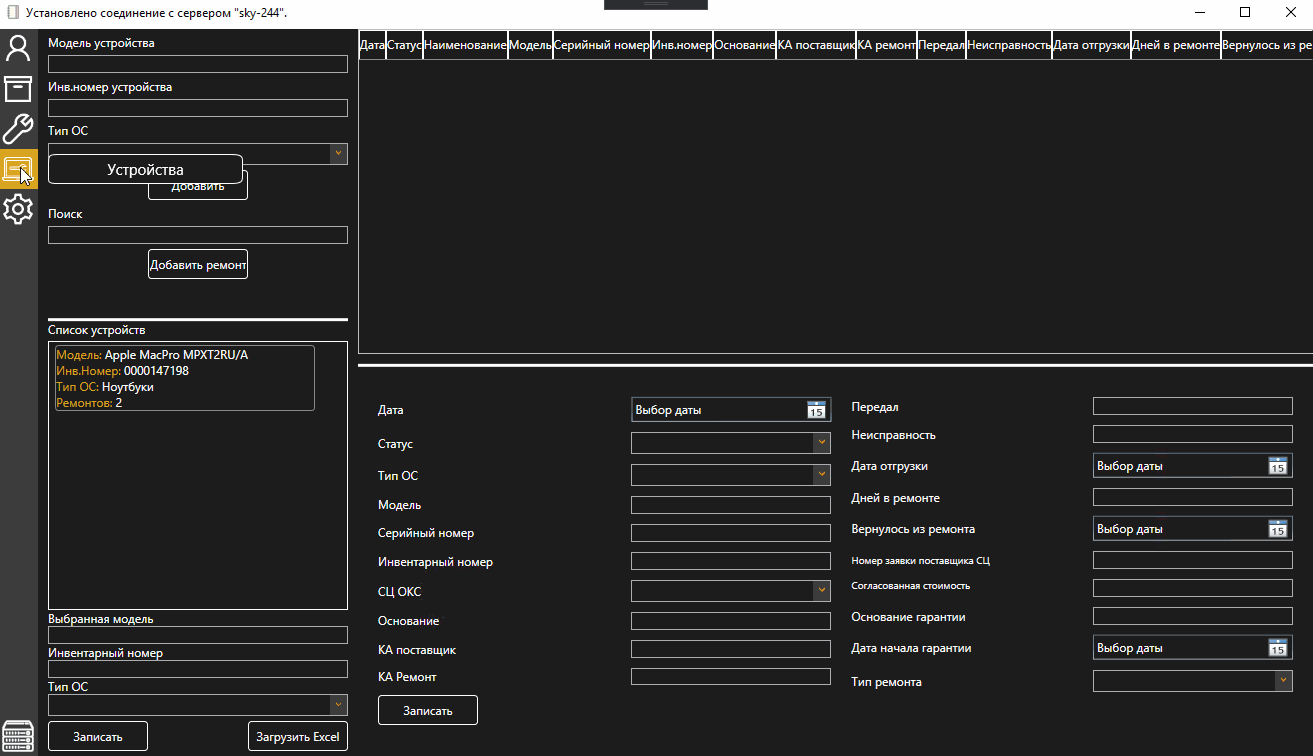 Установлено соединение с сервером "sky-244".
Модель устройства
Инв.номер устройства
Тип ОС
Устройства
Добавить
Поиск
Добавить ремонт
Список устройств
Модель: Apple MacPro MPXT2RU/A
Инв.Номер: 0000147198
Тип ОС: Ноутбуки
Ремонтов: 2
Выбранная модель
Инвентарный номер
Тип ОС
Записать
Загрузить Excel
Дата Статус Наименование Модель Серийный номер Инв.номер Основание КА поставщик КА ремонт Передал Неисправность Дата отгрузки Дней в ремонте Вернулось из ре
Дата
Выбор даты
15
Статус
Тип ОС
Модель
Серийный номер
Инвентарный номер
СЦ ОКС
Основание
КА поставщик
КА Ремонт
Записать
Передал
Неисправность
Дата отгрузки
Выбор даты
15
Дней в ремонте
Вернулось из ремонта
Выбор даты
15
Номер заявки поставщика СЦ
Согласованная стоимость
Основание гарантии
Дата начала гарантии
Выбор даты
15
Тип ремонта